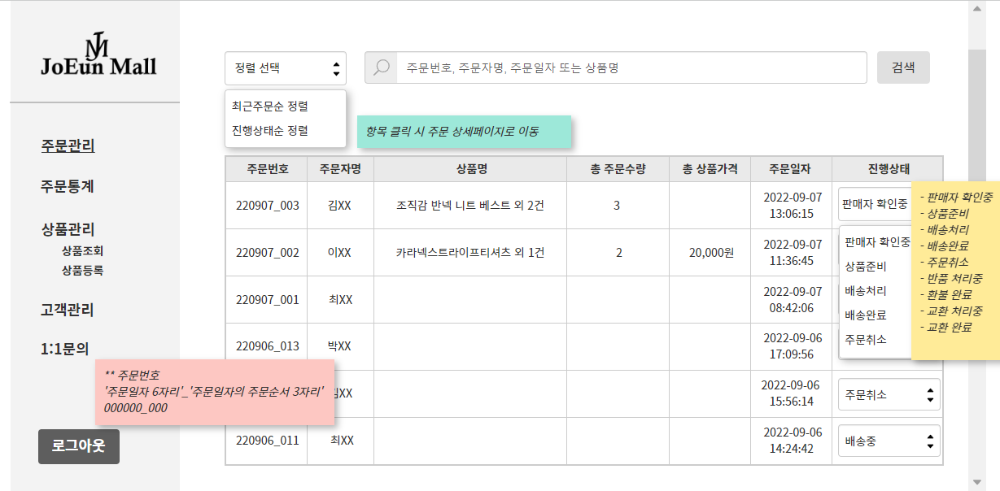 JM
JoEun Mall
주문관리
주문통계
상품관리
상품조회
상품등록
고객관리
1:1문의
로그아웃
정렬 선택
주문번호, 주문자명, 주문일자 또는 상품명
검색
최근주문순 정렬
진행상태순 정렬
항목 클릭 시 주문 상세페이지로 이동
주문번호 주문자명 상품명 총 주문수량 총 상품가격 주문일자 진행상태
220907_003 김XX 조직감 반넥 니트 베스트 외 2건 3 2022-09-07 13:06:15 판매자 확인중
220907_002 이XX 카라넥스트라이프티셔츠 외 1건 2 20,000원 2022-09-07 11:36:45
220907_001 최XX 2022-09-07 08:42:06
220906_013 박XX 2022-09-06 17:09:56
XX 2022-09-06 15:56:14 주문취소
220906_011 최XX 2022-09-06 14:24:42 배송중
판매자 확인중
상품준비
배송처리
배송완료
주문취소
- 판매자 확인중
- 상품준비
- 배송처리
- 배송완료
- 주문취소
- 반품 처리중
- 환불 완료
- 교환 처리중
- 교환 완료
** 주문번호
'주문일자 6자리'_'주문일자의 주문순서 3자리'
000000_000